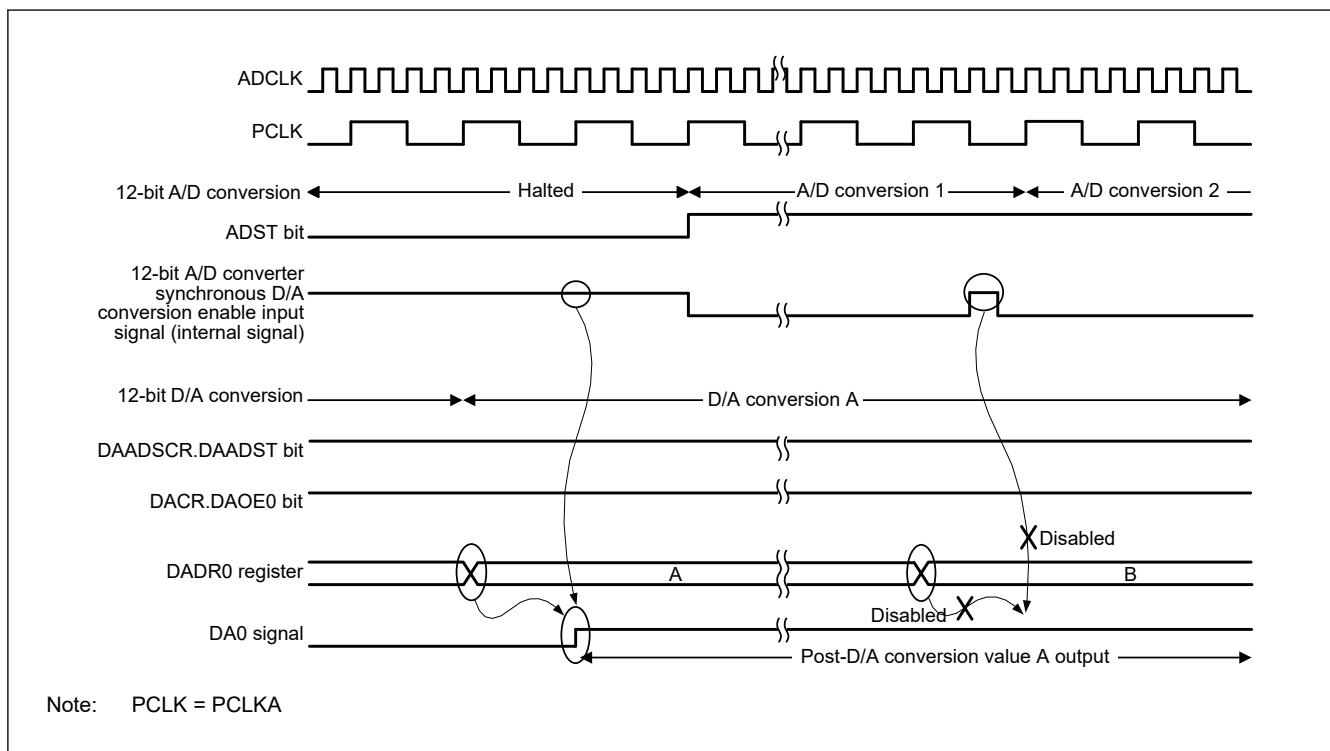 ADCLK
PCLK
12-bit A/D conversion
Halted
A/D conversion 1
A/D conversion 2
ADST bit
12-bit A/D converter
synchronous D/A
conversion enable input
signal (internal signal)
12-bit D/A conversion
D/A conversion A
DAADSCR.DAADST bit
DACR.DAOE0 bit
Disabled
DADR0 register
A
B
Disabled
DA0 signal
Post-D/A conversion value A output
Note: PCLK = PCLKA